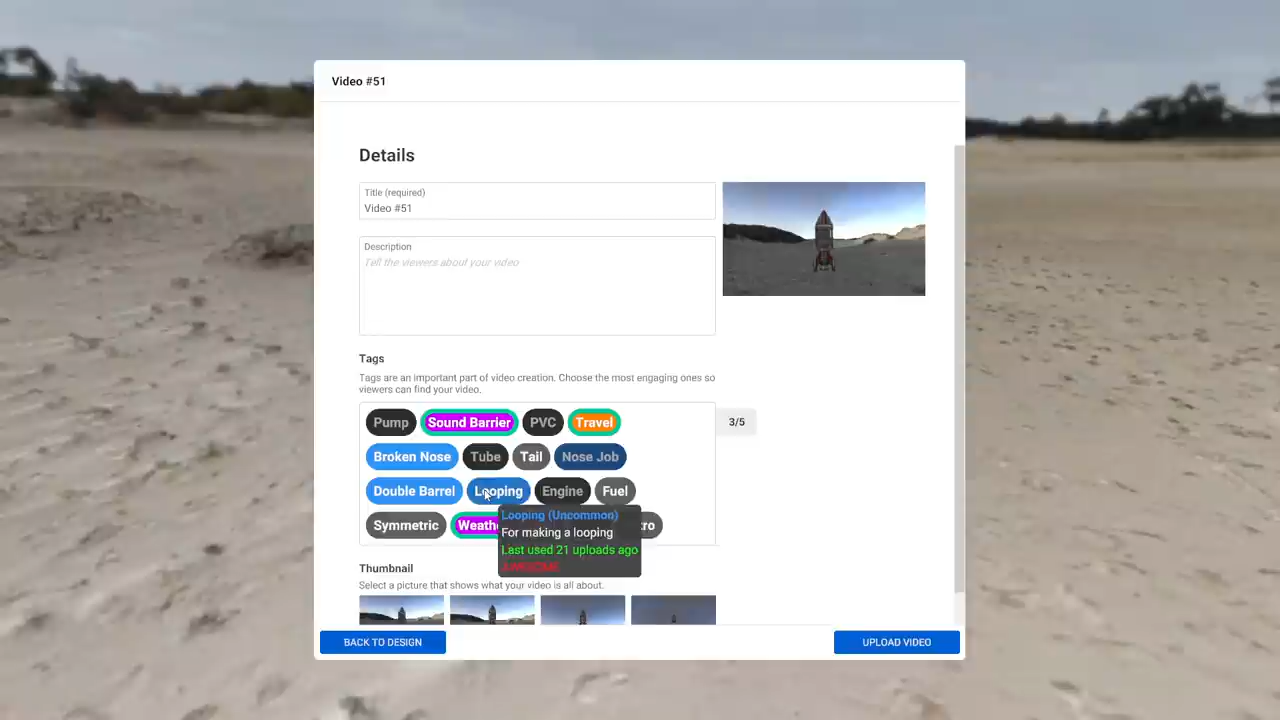 Video #51
Details
Title (required)
Video #51
Description
Tell the viewers about your video
Tags
Tags are an important part of video creation. Choose the most engaging ones so
viewers can find your video.
Pump Sound Barrier PVC Travel
3/5
Broken Nose Tube Tail Nose Job
Double Barrel Looping Engine Fuel
Symmetric
Looping (Uncommon)
For making a looping
Last used 21 uploads ago
Thumbnail
Select a picture that shows what your video is all about.
BACK TO DESIGN UPLOAD VIDEO